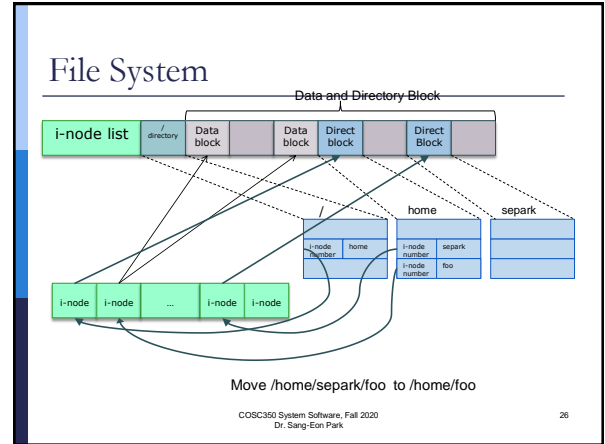 File System
Data and Directory Block
i-node list
/
directory
Data
block
Data
block
Direct
block
Direct
Block
/
home
separk
i-node
number
home
i-node
number
separk
i-node
number
foo
i-node
i-node
...
i-node
i-node
Move /home/separk/foo to /home/foo
COSC350 System Software, Fall 2020
Dr. Sang-Eon Park
26